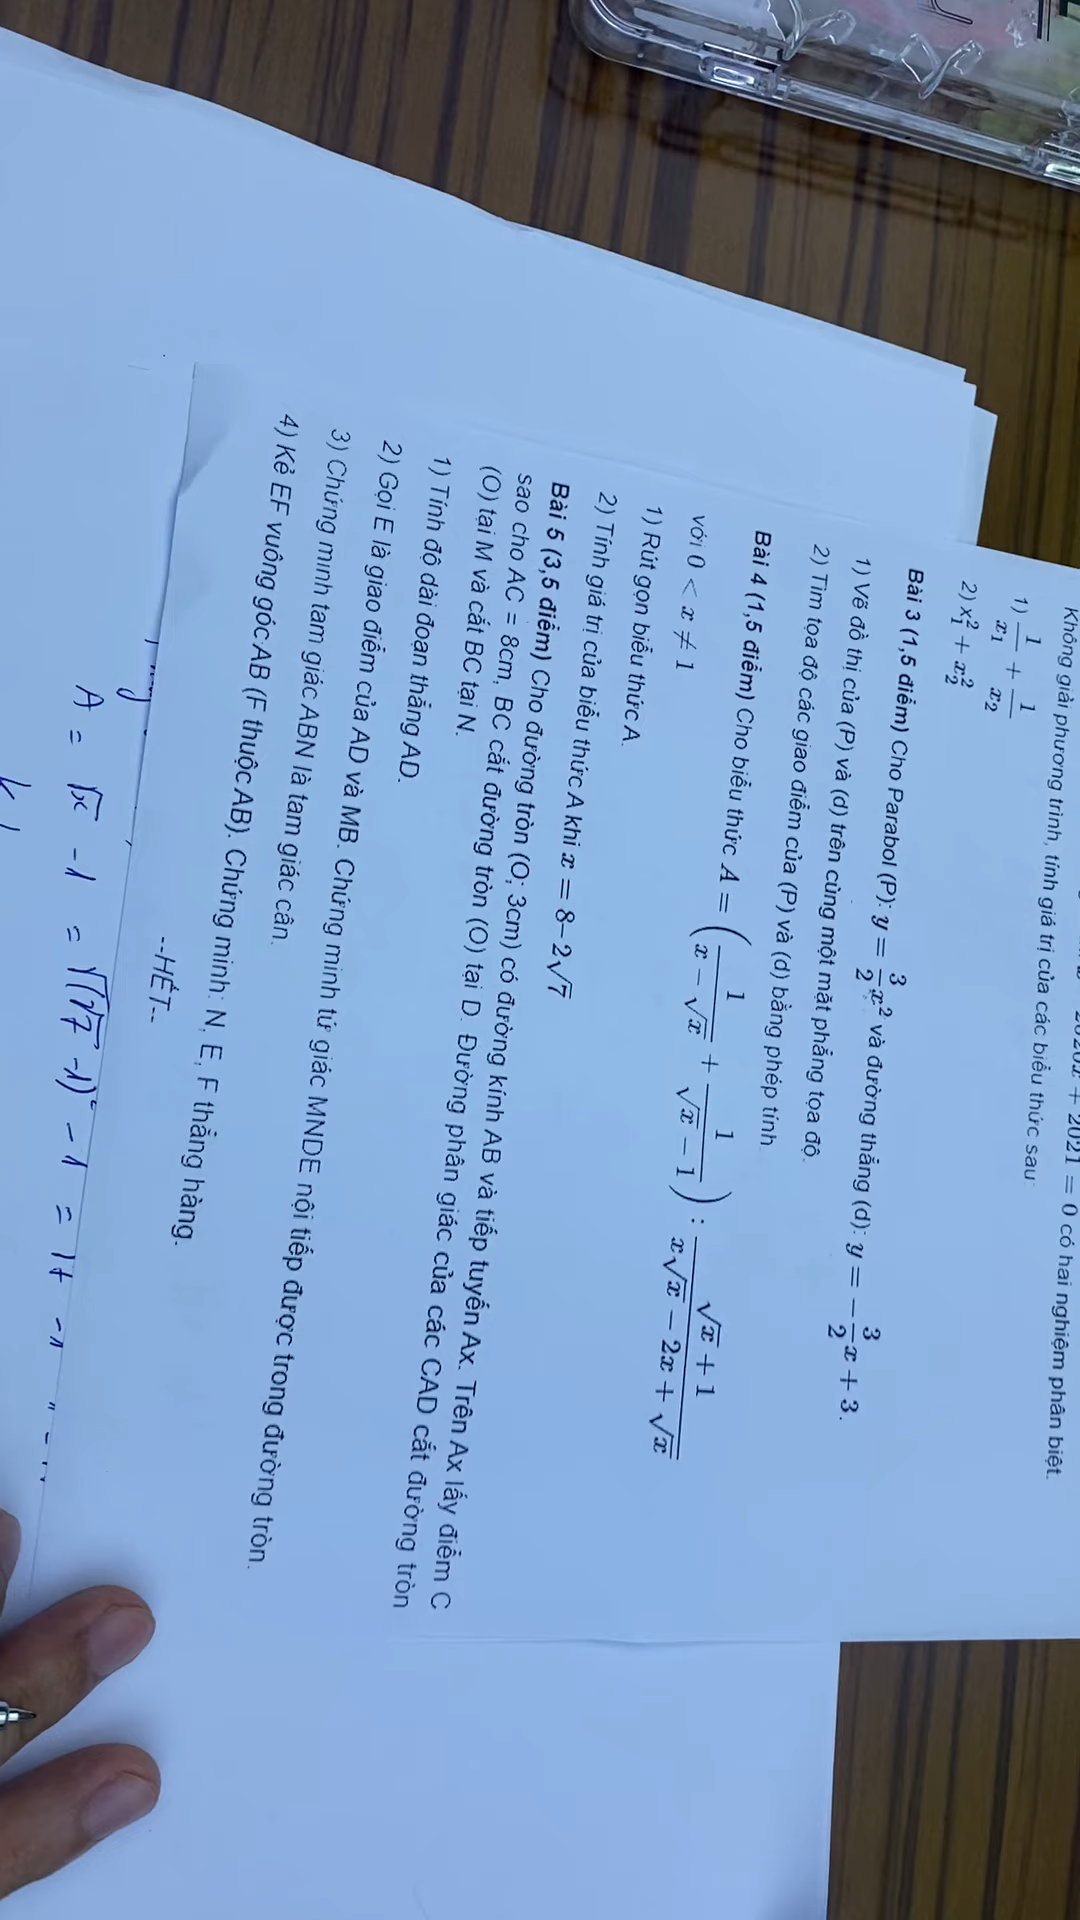 2020x + 2021 = 0 có hai nghiệm phân biệt.
Không giải phương trình, tính giá trị của các biểu thức sau:
1) 1/x₁ + 1/x₂
2) x₁² + x₂²
Bài 3 (1,5 điểm) Cho Parabol (P): y = 3/2 x² và đường thẳng (d): y = −3/2 x + 3.
1) Vẽ đồ thị của (P) và (d) trên cùng một mặt phẳng tọa độ.
2) Tìm tọa độ các giao điểm của (P) và (d) bằng phép tính.
Bài 4 (1,5 điểm) Cho biểu thức A = (1/(x − √x) + 1/(√x − 1)) : (√x + 1)/(x√x − 2x + √x)
với 0 < x ≠ 1
1) Rút gọn biểu thức A.
2) Tính giá trị của biểu thức A khi x = 8 − 2√7
Bài 5 (3,5 điểm) Cho đường tròn (O; 3cm) có đường kính AB và tiếp tuyến Ax. Trên Ax lấy điểm C
sao cho AC = 8cm, BC cắt đường tròn (O) tại D. Đường phân giác của các CAD cắt đường tròn
(O) tại M và cắt BC tại N.
1) Tính độ dài đoạn thẳng AD.
2) Gọi E là giao điểm của AD và MB. Chứng minh tứ giác MNDE nội tiếp được trong đường tròn.
3) Chứng minh tam giác ABN là tam giác cân.
4) Kẻ EF vuông góc AB (F thuộc AB). Chứng minh: N, E, F thẳng hàng.
--HẾT--
A = √x − 1 = √(√7 − 1)² − 1 =